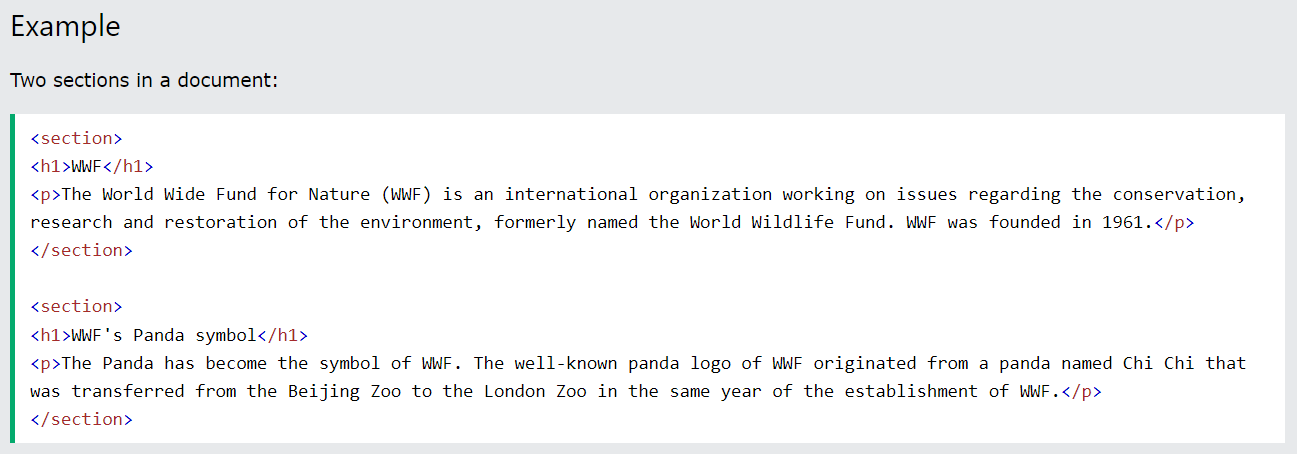 Example
Two sections in a document:
<section>
<h1>WWF</h1>
<p>The World Wide Fund for Nature (WWF) is an international organization working on issues regarding the conservation,
research and restoration of the environment, formerly named the World Wildlife Fund. WWF was founded in 1961.</p>
</section>
<section>
<h1>WWF's Panda symbol</h1>
<p>The Panda has become the symbol of WWF. The well-known panda logo of WWF originated from a panda named Chi Chi that
was transferred from the Beijing Zoo to the London Zoo in the same year of the establishment of WWF.</p>
</section>